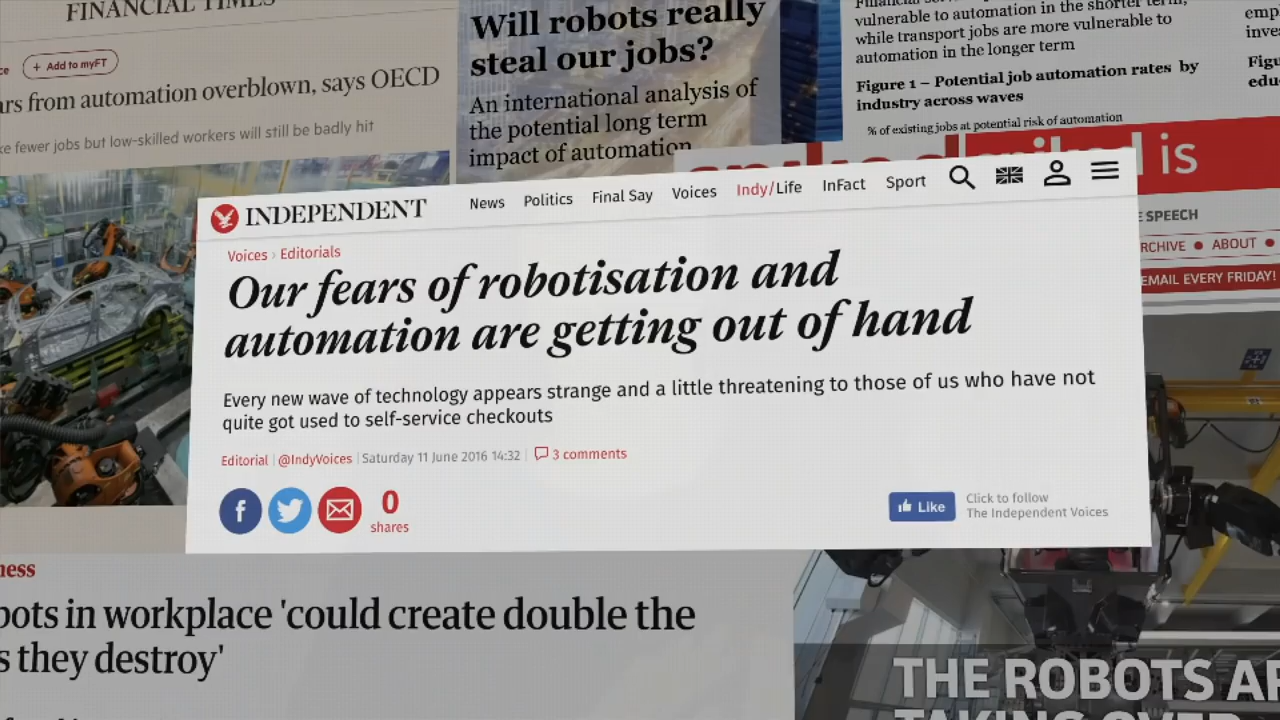 FINANCIAL TIMES
+ Add to myFT
from automation overblown, says OECD
fewer jobs but low-skilled workers will still be badly hit
Will robots really
steal our jobs?
An international analysis of
the potential long term
impact of automation
vulnerable to automation in the shorter term,
while transport jobs are more vulnerable to
automation in the longer term
Figure 1 – Potential job automation rates by
industry across waves
% of existing jobs at potential risk of automation
is
SPEECH
ABOUT
EMAIL EVERY FRIDAY!
INDEPENDENT
News Politics Final Say Voices Indy/Life InFact Sport
Voices › Editorials
Our fears of robotisation and
automation are getting out of hand
Every new wave of technology appears strange and a little threatening to those of us who have not
quite got used to self-service checkouts
Editorial | @IndyVoices | Saturday 11 June 2016 14:32 | 3 comments
f
0
shares
Like
Click to follow
The Independent Voices
in workplace 'could create double the
they destroy'
THE ROBOTS